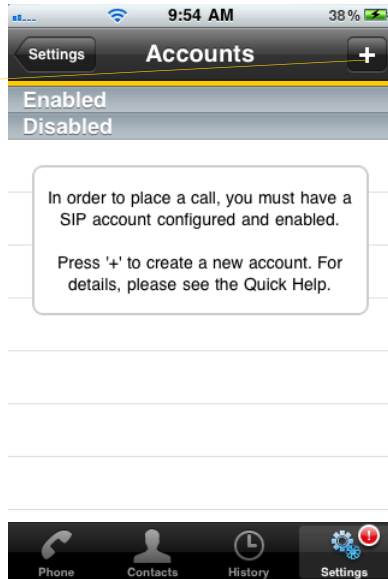 9:54 AM 38%
Settings Accounts +
Enabled
Disabled
In order to place a call, you must have a
SIP account configured and enabled.
Press '+' to create a new account. For
details, please see the Quick Help.
Phone Contacts History Settings